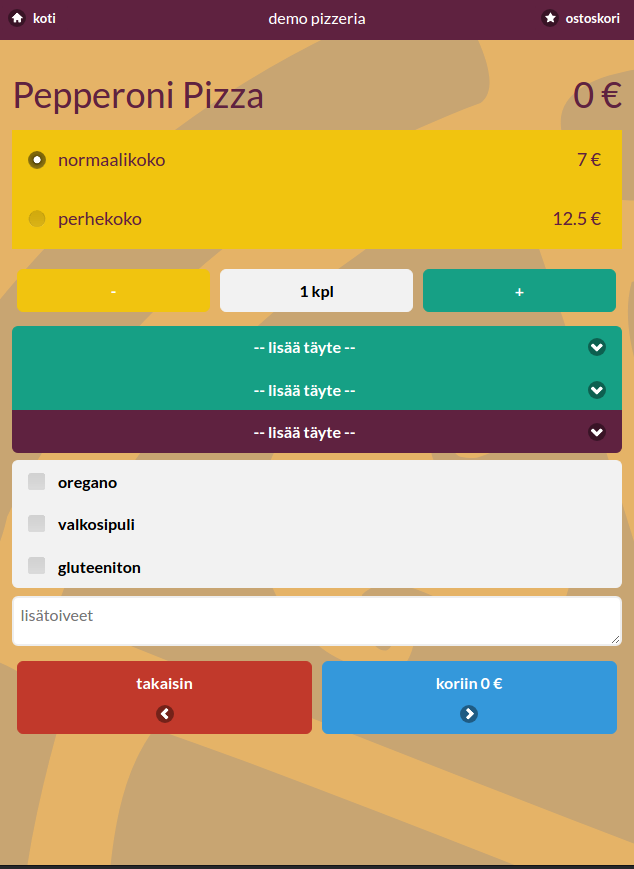 koti demo pizzeria ostoskori
Pepperoni Pizza 0 €
normaalikoko 7 €
perhekoko 12.5 €
- 1 kpl +
-- lisää täyte --
-- lisää täyte --
-- lisää täyte --
oregano
valkosipuli
gluteeniton
lisätoiveet
takaisin koriin 0 €